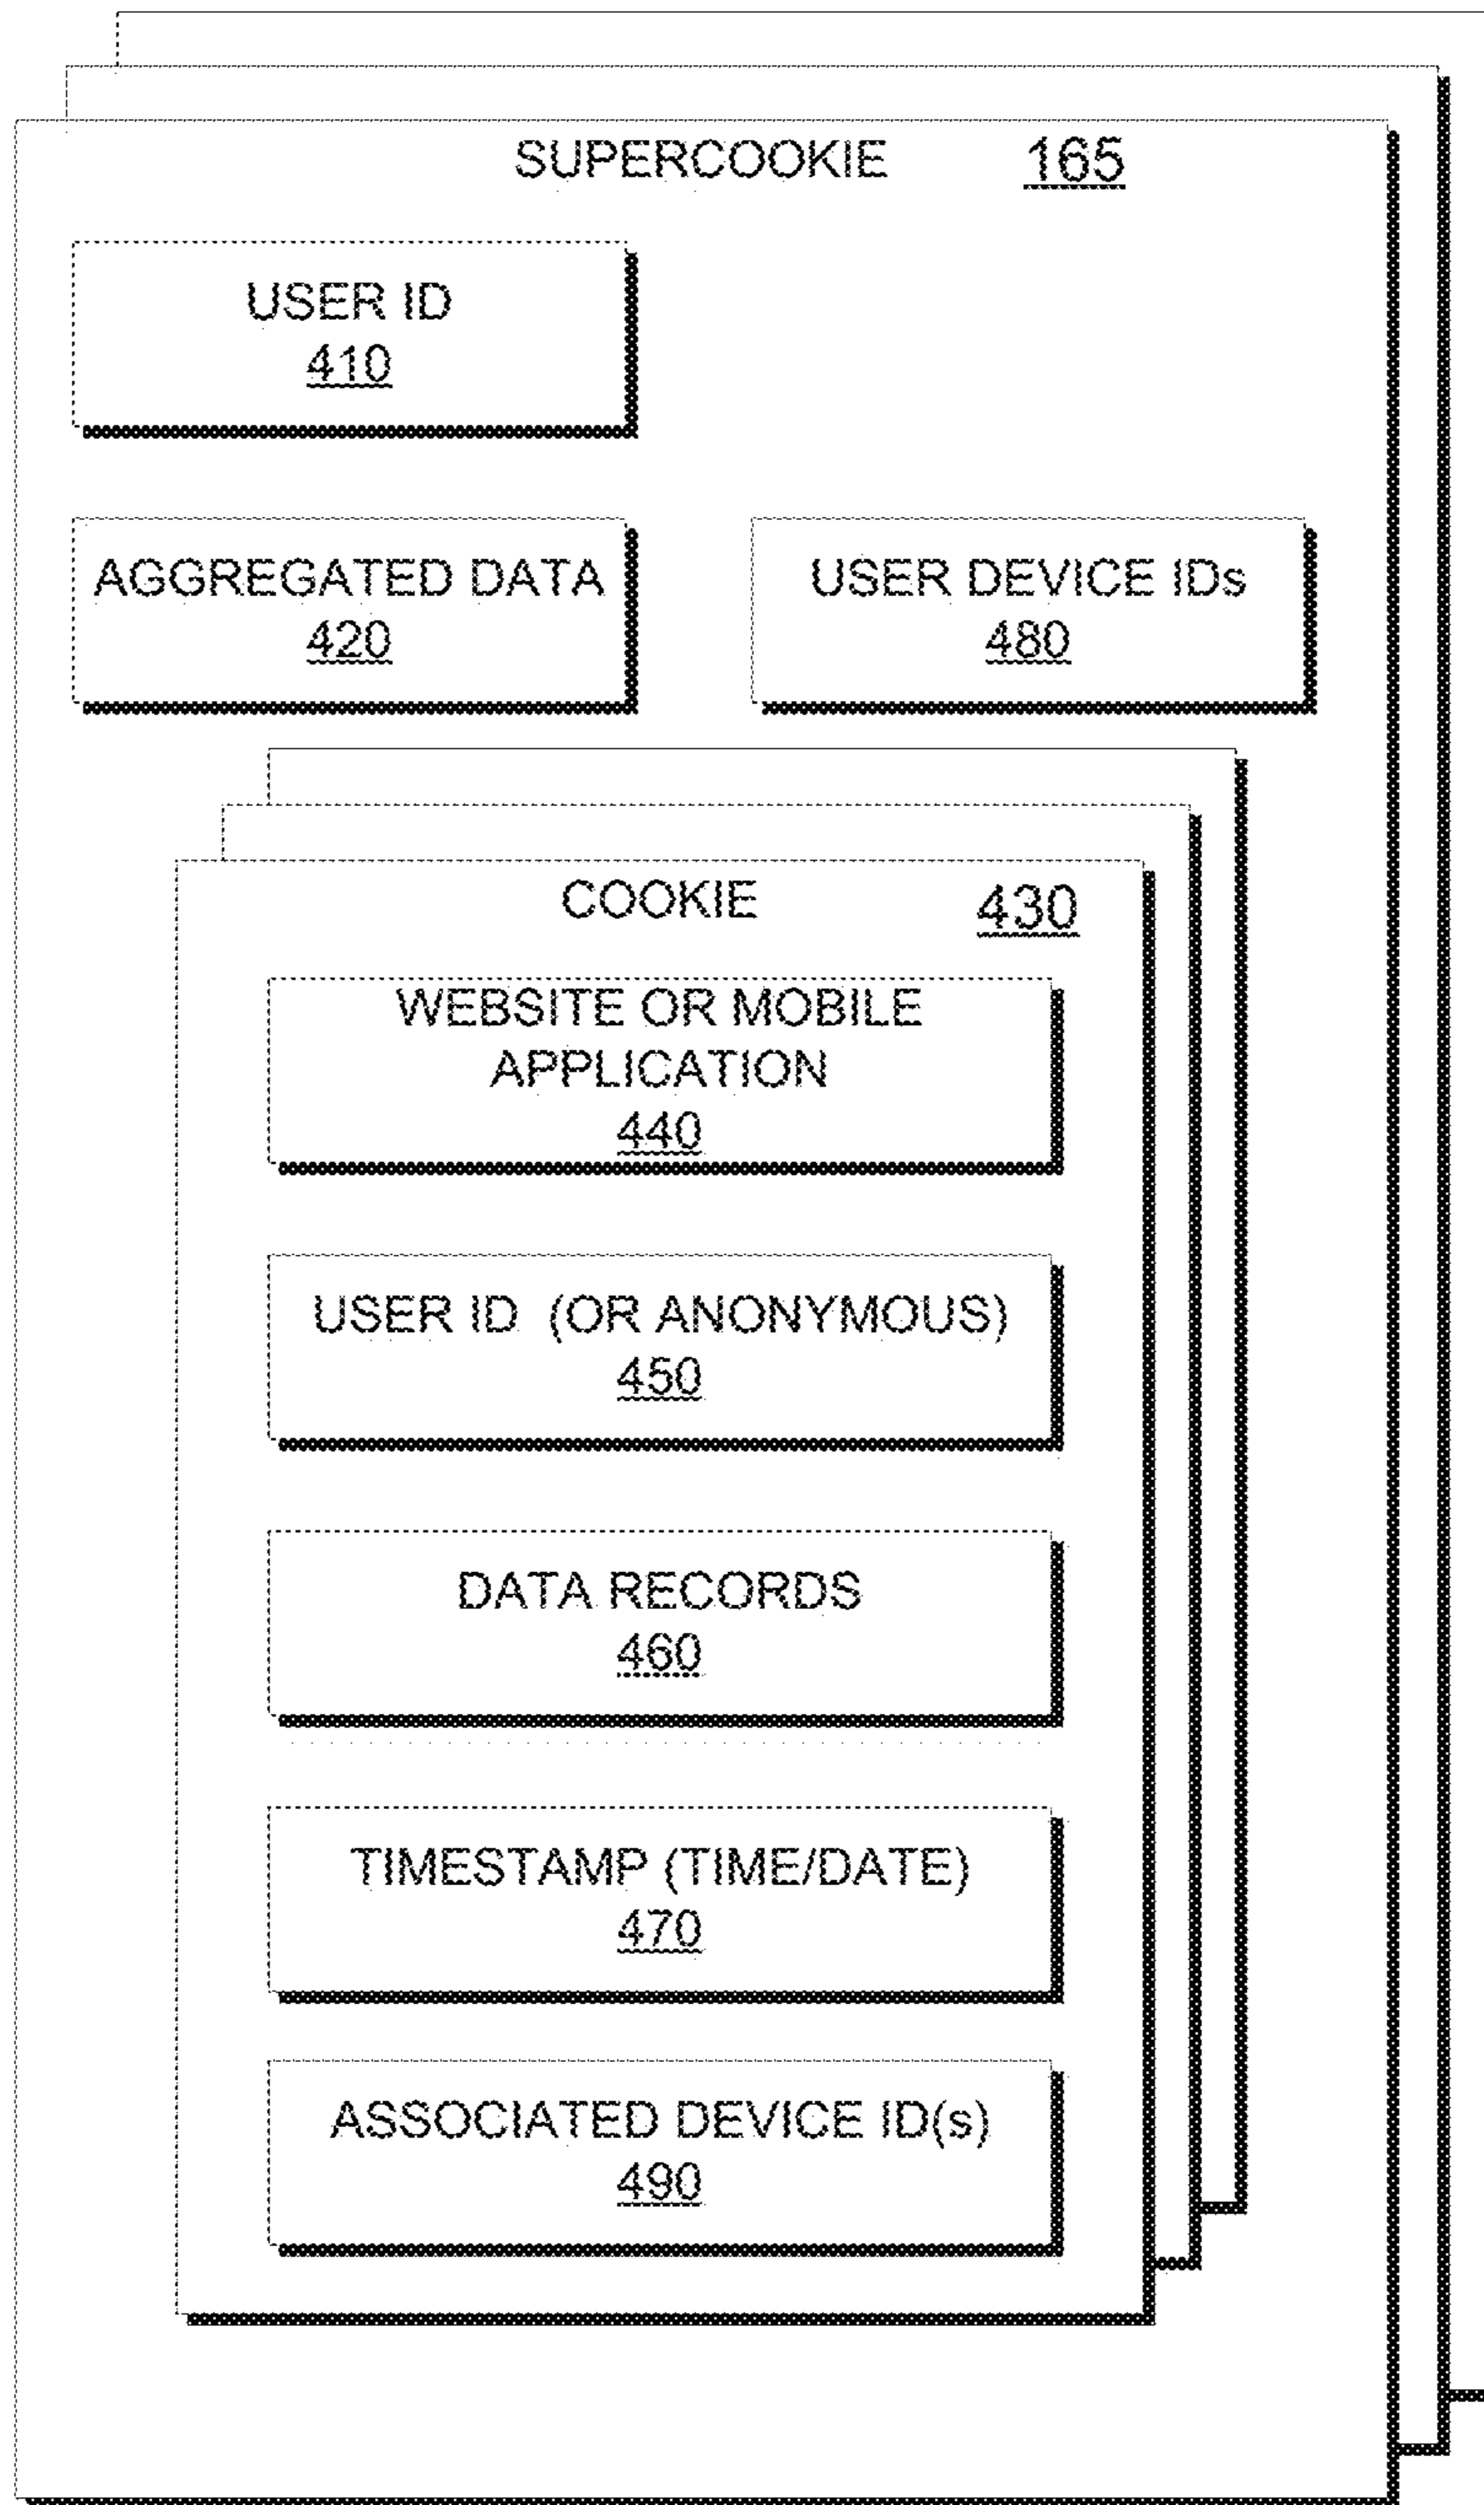 SUPERCOOKIE 165
USER ID
410
AGGREGATED DATA
420
USER DEVICE IDs
480
COOKIE 430
WEBSITE OR MOBILE
APPLICATION
440
USER ID (OR ANONYMOUS)
450
DATA RECORDS
460
TIMESTAMP (TIME/DATE)
470
ASSOCIATED DEVICE ID(s)
490